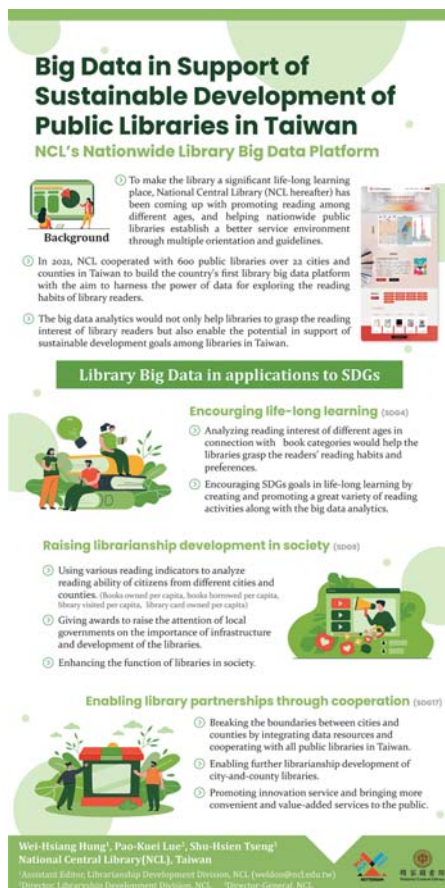 Big Data in Support of
Sustainable Development of
Public Libraries in Taiwan
NCL's Nationwide Library Big Data Platform
Background
To make the library a significant life-long learning
place, National Central Library (NCL hereafter) has
been coming up with promoting reading among
different ages, and helping nationwide public
libraries establish a better service environment
through multiple orientation and guidelines.
In 2021, NCL cooperated with 600 public libraries over 22 cities and
counties in Taiwan to build the country's first library big data platform
with the aim to harness the power of data for exploring the reading
habits of library readers.
The big data analytics would not only help libraries to grasp the reading
interest of library readers but also enable the potential in support of
sustainable development goals among libraries in Taiwan.
Library Big Data in applications to SDGs
Encourging life-long learning (SDG4)
Analyzing reading interest of different ages in
connection with book categories would help the
libraries grasp the readers' reading habits and
preferences.
Encouraging SDGs goals in life-long learning by
creating and promoting a great variety of reading
activities along with the big data analytics.
Raising librarianship development in society (SDG9)
Using various reading indicators to analyze
reading ability of citizens from different cities and
counties. (Books owned per capita, books borrowed per capita,
library visited per capita, library card owned per capita)
Giving awards to raise the attention of local
governments on the importance of infrastructure
and development of the libraries.
Enhancing the function of libraries in society.
Enabling library partnerships through cooperation (SDG17)
Breaking the boundaries between cities and
counties by integrating data resources and
cooperating with all public libraries in Taiwan.
Enabling further librarianship development of
city-and-county libraries.
Promoting innovation service and bringing more
convenient and value-added services to the public.
Wei-Hsiang Hung¹, Pao-Kuei Lue², Shu-Hsien Tseng³
National Central Library(NCL), Taiwan
¹Assistant Editor, Librarianship Development Division, NCL (weldon@ncl.edu.tw)
²Director, Libraryship Development Division, NCL ³Director-General, NCL
國家圖書館